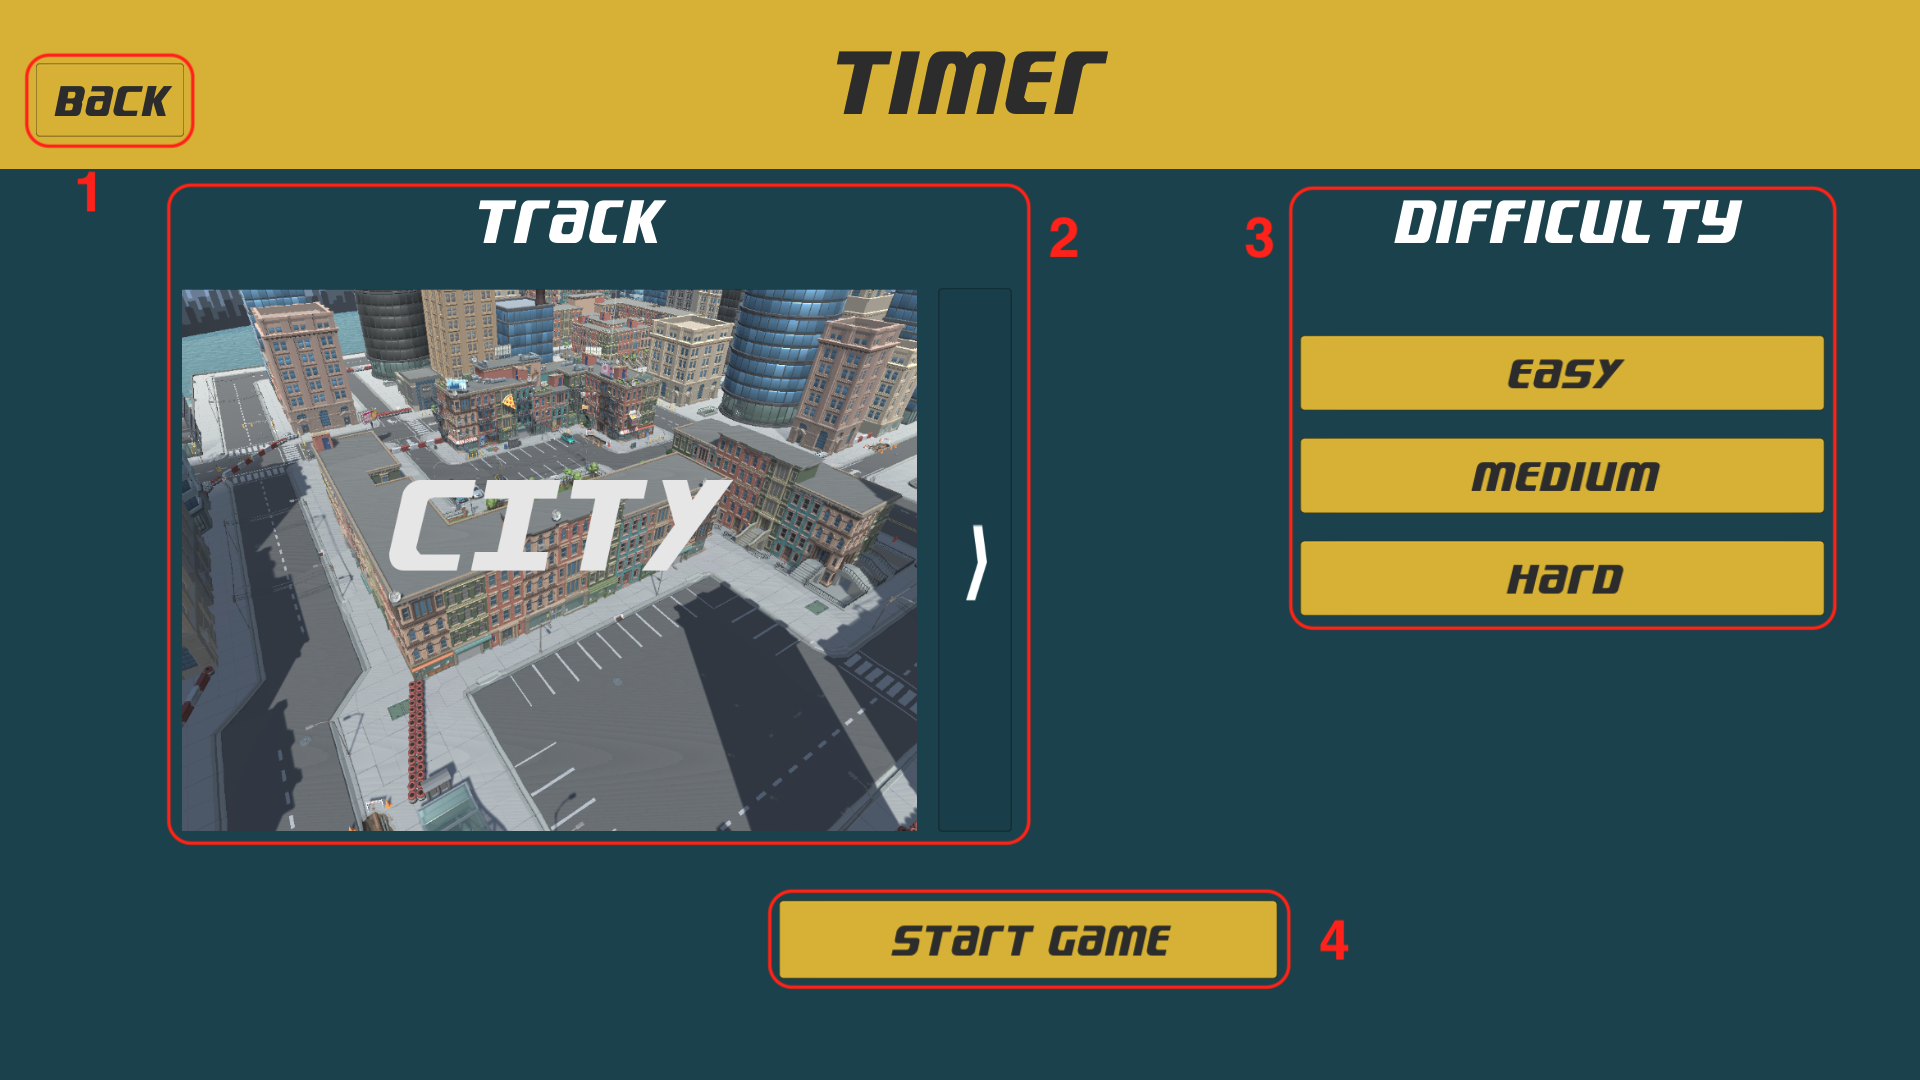 TIMER
BACK
1
TRACK
2
3
DIFFICULTY
EASY
CITY
MEDIUM
HARD
START GAME
4